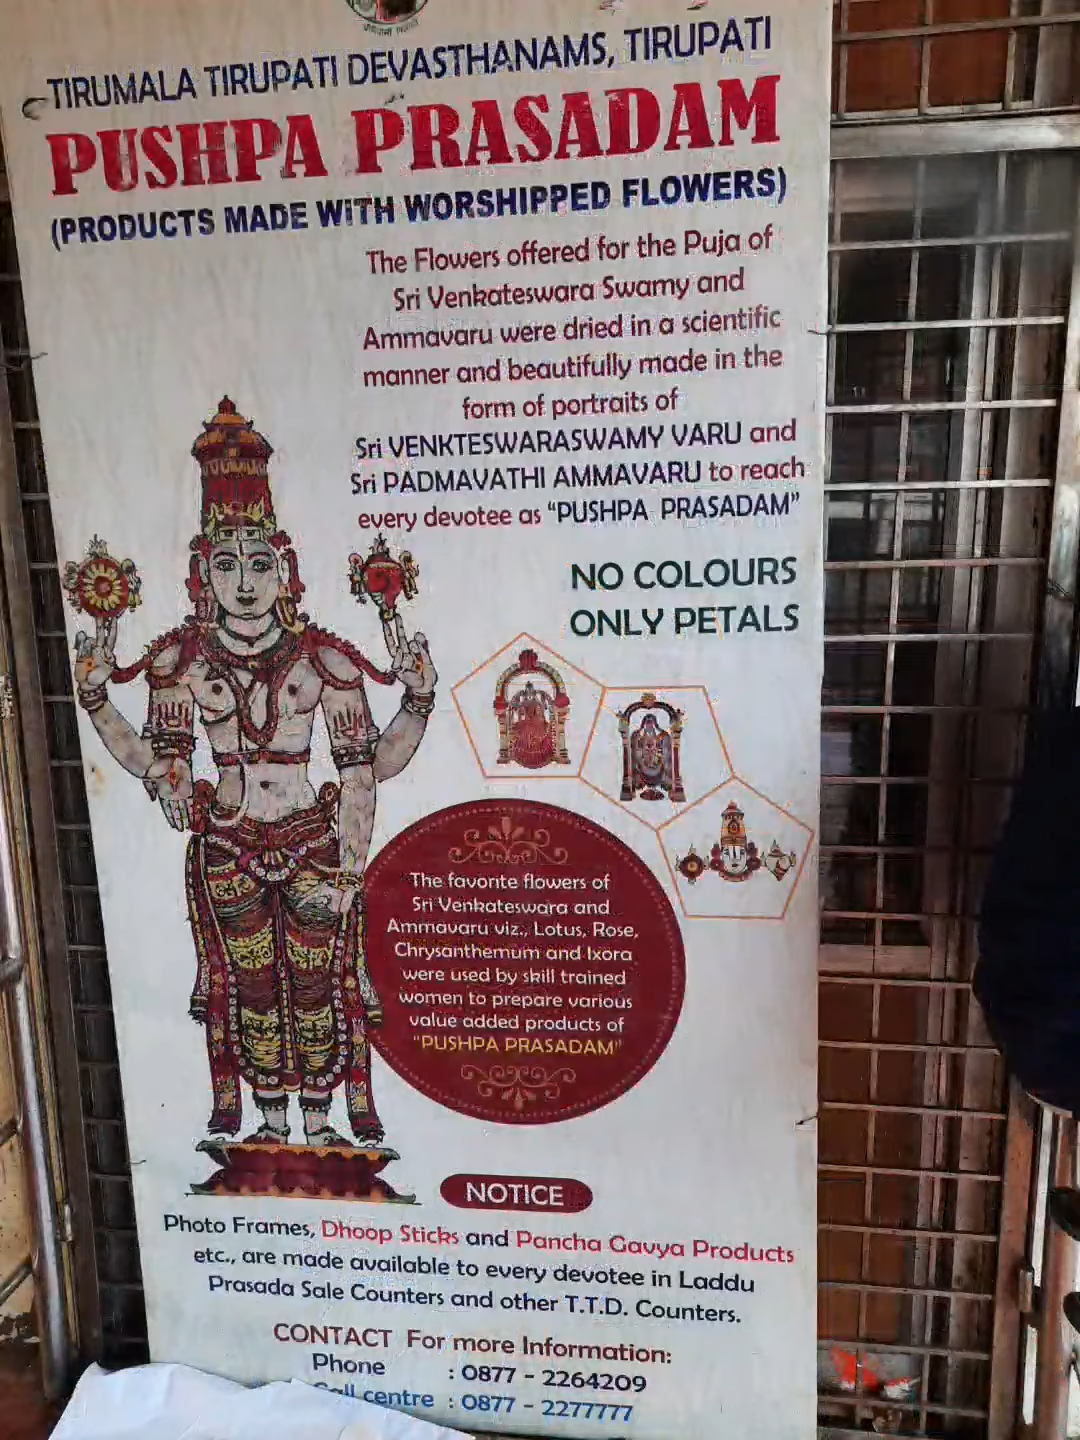 TIRUMALA TIRUPATI DEVASTHANAMS, TIRUPATI
PUSHPA PRASADAM
(PRODUCTS MADE WITH WORSHIPPED FLOWERS)
The Flowers offered for the Puja of
Sri Venkateswara Swamy and
Ammavaru were dried in a scientific
manner and beautifully made in the
form of portraits of
Sri VENKTESWARASWAMY VARU and
Sri PADMAVATHI AMMAVARU to reach
every devotee as “PUSHPA PRASADAM”
NO COLOURS
ONLY PETALS
The favorite flowers of
Sri Venkateswara and
Ammavaru viz., Lotus, Rose,
Chrysanthemum and Ixora
were used by skill trained
women to prepare various
value added products of
“PUSHPA PRASADAM”
NOTICE
Photo Frames, Dhoop Sticks and Pancha Gavya Products
etc., are made available to every devotee in Laddu
Prasada Sale Counters and other T.T.D. Counters.
CONTACT For more Information:
Phone : 0877 - 2264209
Call centre : 0877 - 2277777